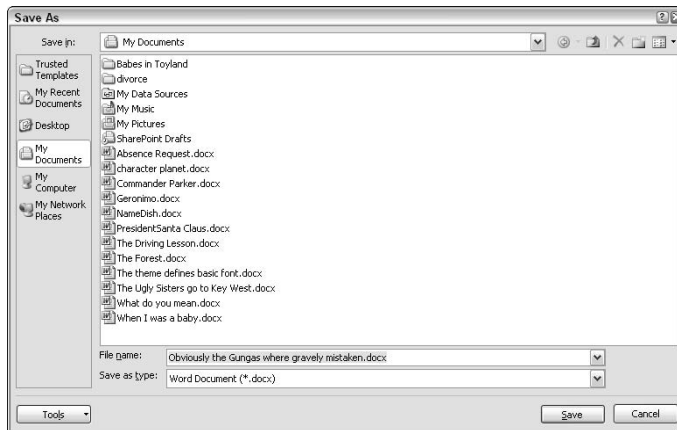 Save As
Save in:
My Documents
Trusted
Templates
My Recent
Documents
Desktop
My
Documents
My
Computer
My Network
Places
Babes in Toyland
divorce
My Data Sources
My Music
My Pictures
SharePoint Drafts
Absence Request.docx
character planet.docx
Commander Parker.docx
Geronimo.docx
NameDish.docx
PresidentSanta Claus.docx
The Driving Lesson.docx
The Forest.docx
The theme defines basic font.docx
The Ugly Sisters go to Key West.docx
What do you mean.docx
When I was a baby.docx
File name:
Obviously the Gungas where gravely mistaken.docx
Save as type:
Word Document (*.docx)
Tools
Save
Cancel